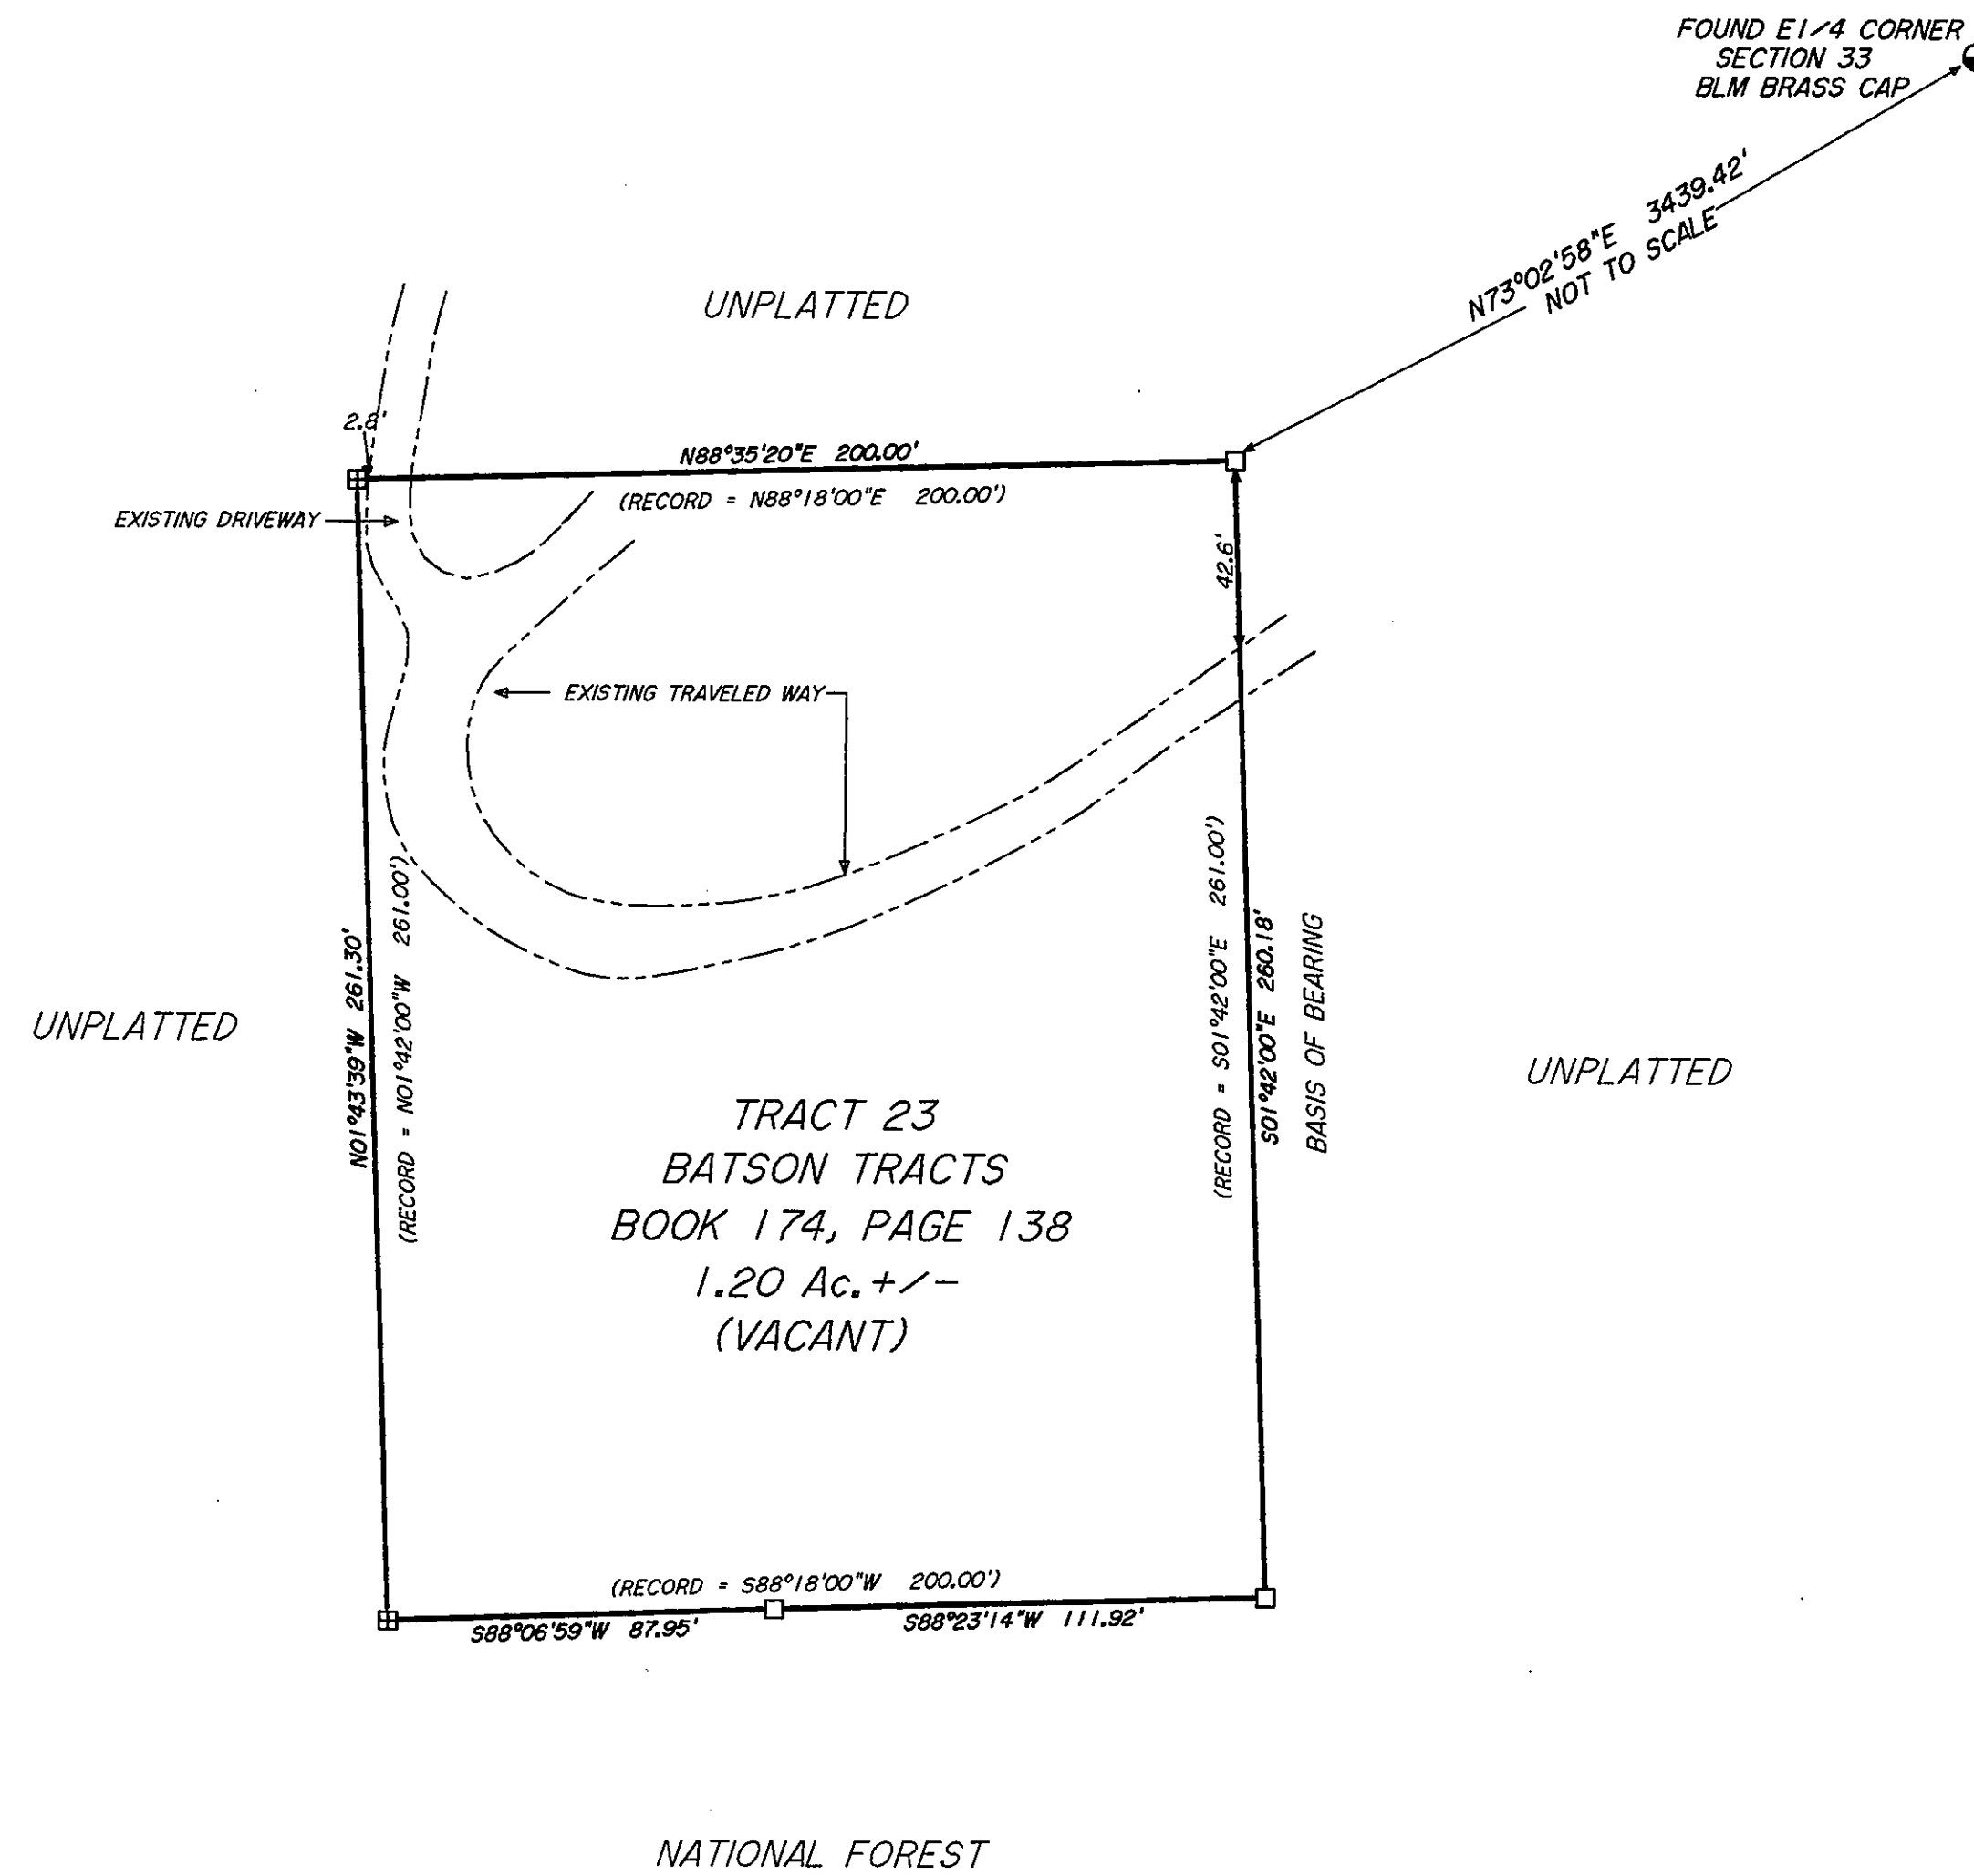 FOUND E1/4 CORNER
SECTION 33
BLM BRASS CAP
N73°02'58"E 3439.42'
NOT TO SCALE
UNPLATTED
2.8'
N88°35'20"E 200.00'
(RECORD = N88°18'00"E 200.00')
EXISTING DRIVEWAY
42.6'
EXISTING TRAVELED WAY
N01°43'39"W 261.30'
(RECORD = N01°42'00"W 261.00')
(RECORD = S01°42'00"E 261.00')
S01°42'00"E 260.18'
BASIS OF BEARING
UNPLATTED
UNPLATTED
TRACT 23
BATSON TRACTS
BOOK 174, PAGE 138
1.20 Ac.+/-
(VACANT)
(RECORD = S88°18'00"W 200.00')
S88°06'59"W 87.95'
S88°23'14"W 111.92'
NATIONAL FOREST